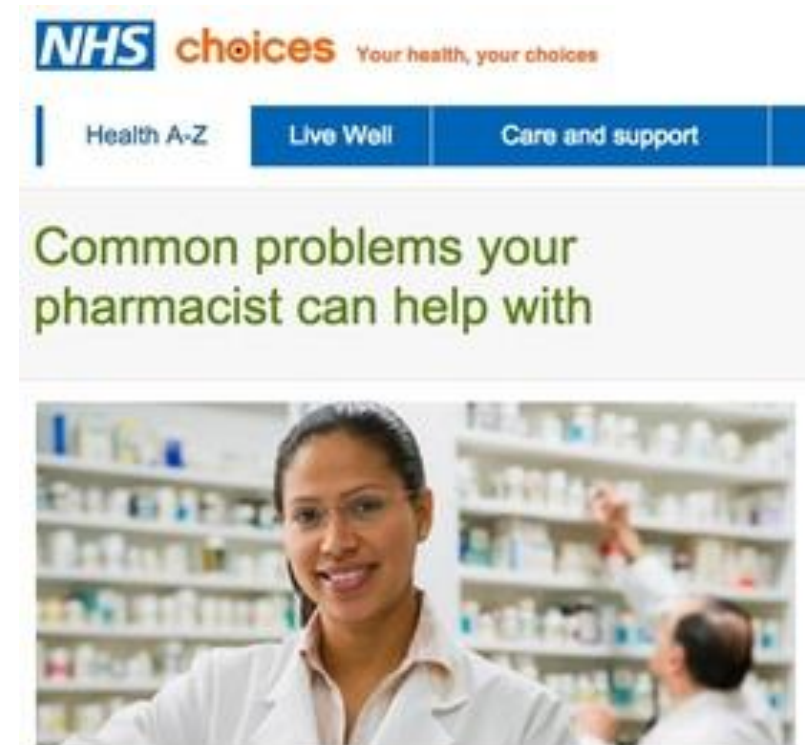 NHS choices Your health, your choices
Health A-Z Live Well Care and support
Common problems your
pharmacist can help with